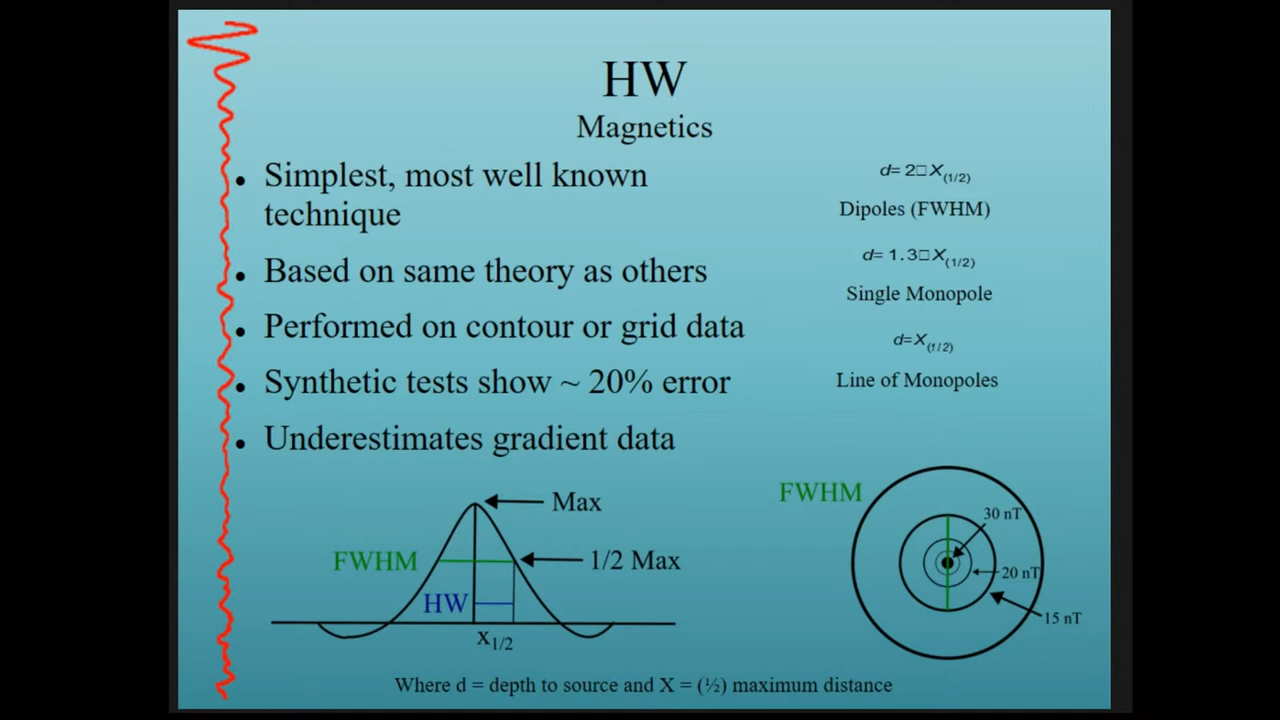 HW
Magnetics
• Simplest, most well known
technique
• Based on same theory as others
• Performed on contour or grid data
• Synthetic tests show ~ 20% error
• Underestimates gradient data
d= 2□ X(1/2)
Dipoles (FWHM)
d= 1.3□ X(1/2)
Single Monopole
d=X(1/2)
Line of Monopoles
Max
FWHM
1/2 Max
HW
X1/2
FWHM
30 nT
20 nT
15 nT
Where d = depth to source and X = (½) maximum distance